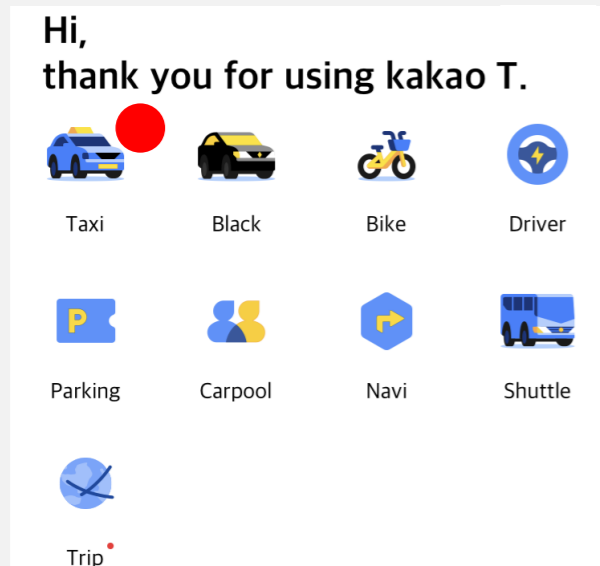 Hi,
thank you for using kakao T.
Taxi
Black
Bike
Driver
P
Parking
Carpool
Navi
Shuttle
Trip